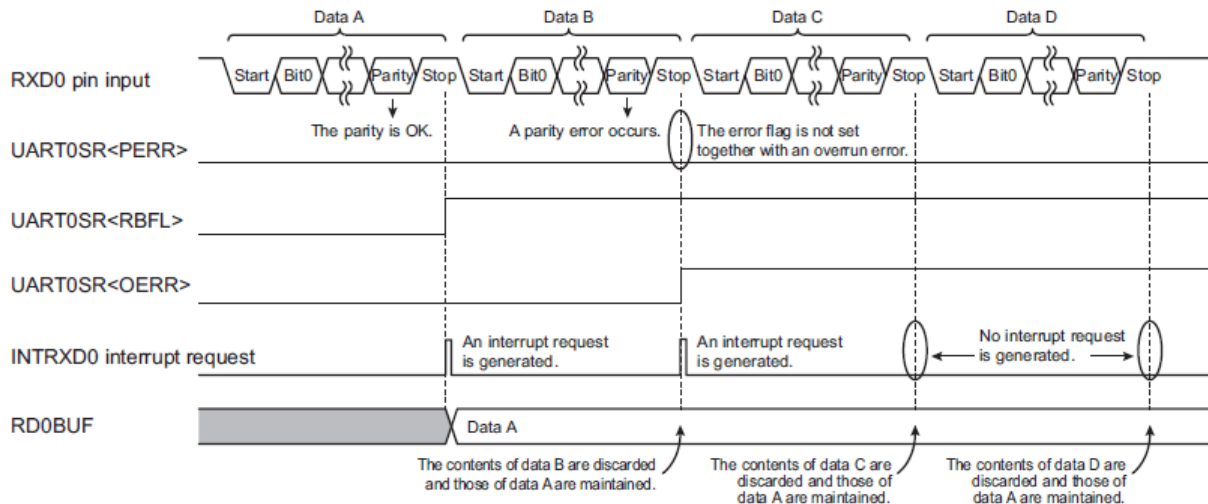 Data A
Data B
Data C
Data D
RXD0 pin input
Start Bit0 Parity Stop Start Bit0 Parity Stop Start Bit0 Parity Stop Start Bit0 Parity Stop
The parity is OK.
A parity error occurs.
The error flag is not set
together with an overrun error.
UART0SR<PERR>
UART0SR<RBFL>
UART0SR<OERR>
INTRXD0 interrupt request
An interrupt request
is generated.
An interrupt request
is generated.
No interrupt request
is generated.
RD0BUF
Data A
The contents of data B are discarded
and those of data A are maintained.
The contents of data C are
discarded and those of
data A are maintained.
The contents of data D are
discarded and those of
data A are maintained.